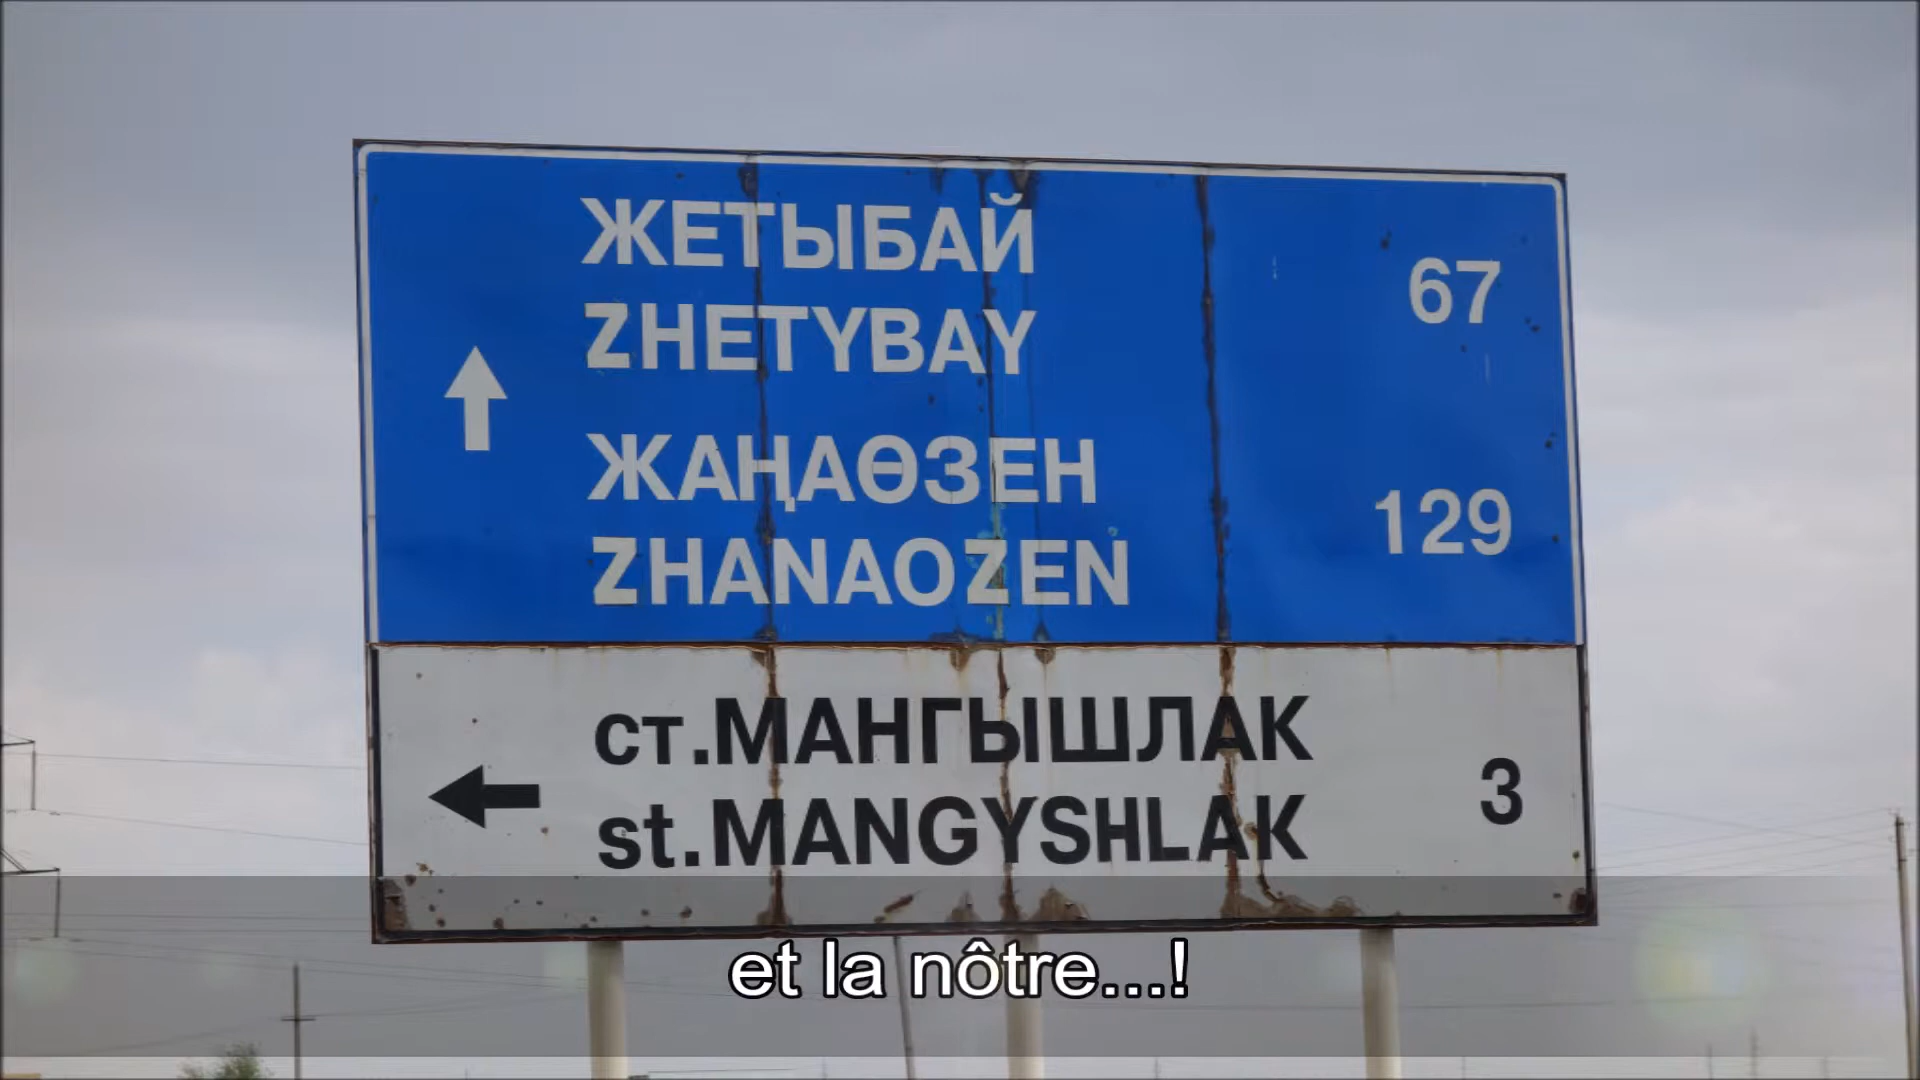 ЖЕТЫБАЙ 67
ZHETYBAY
ЖАҢАӨЗЕН 129
ZHANAOZEN
ст.МАНГЫШЛАК 3
st.MANGYSHLAK
et la nôtre...!